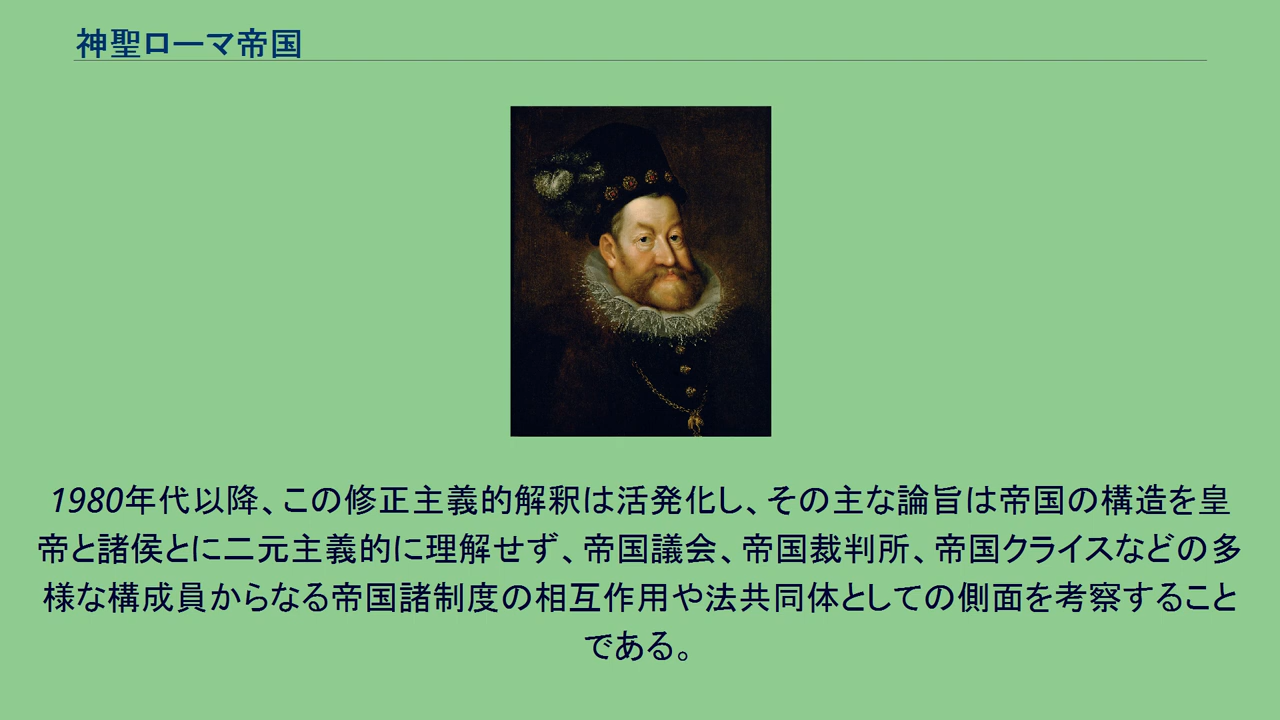 神聖ローマ帝国
1980年代以降、この修正主義的解釈は活発化し、その主な論旨は帝国の構造を皇
帝と諸侯とに二元主義的に理解せず、帝国議会、帝国裁判所、帝国クライスなどの多
様な構成員からなる帝国諸制度の相互作用や法共同体としての側面を考察すること
である。